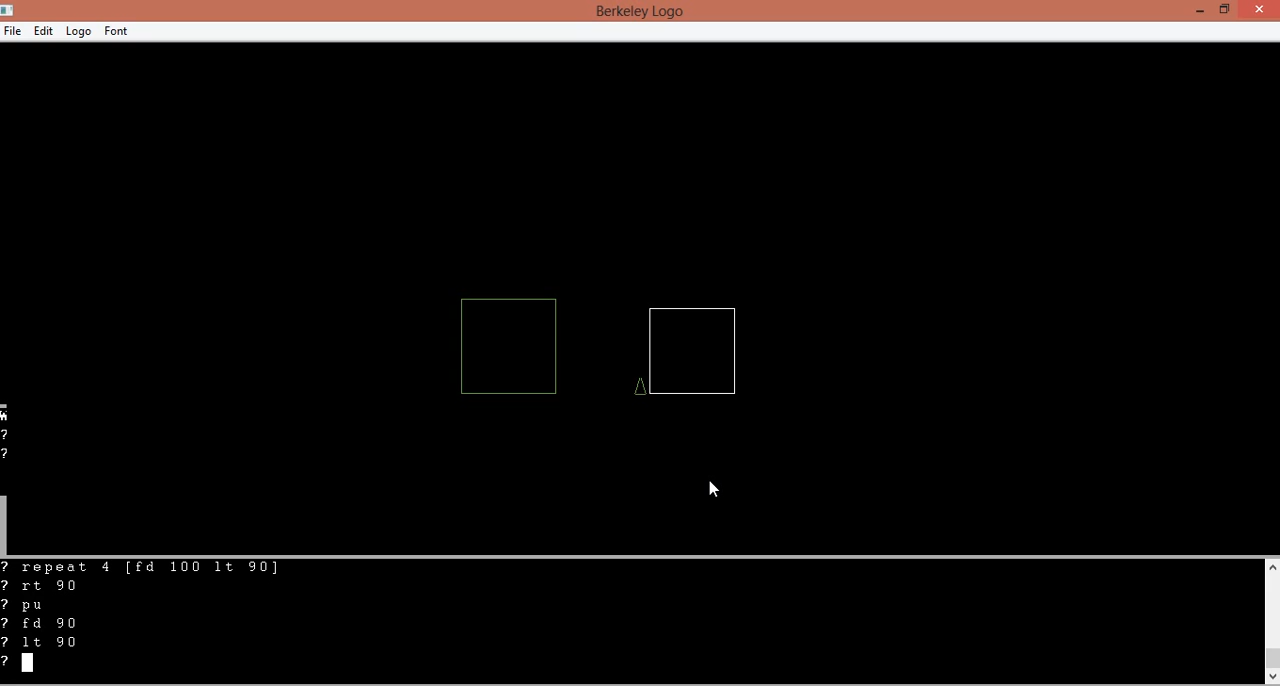 Berkeley Logo
File Edit Logo Font
?
?
? repeat 4 [fd 100 lt 90]
? rt 90
? pu
? fd 90
? lt 90
?